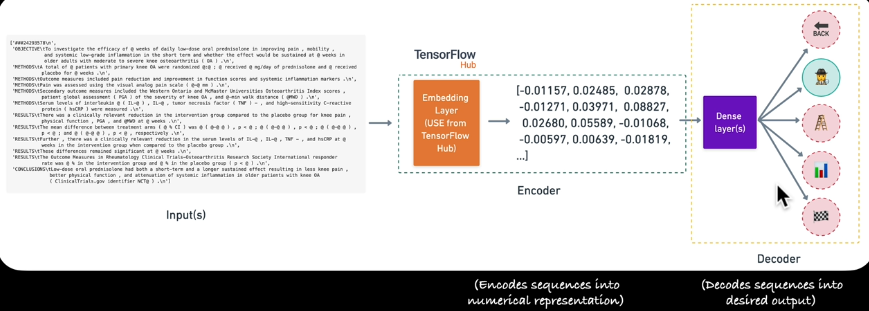 ['###24293578\n',
'OBJECTIVE\tTo investigate the efficacy of @ weeks of daily low-dose oral prednisolone in improving pain , mobility ,
and systemic low-grade inflammation in the short term and whether the effect would be sustained at @ weeks in
older adults with moderate to severe knee osteoarthritis ( OA ) .\n',
'METHODS\tA total of @ patients with primary knee OA were randomized @:@ ; @ received @ mg/day of prednisolone and @ received
placebo for @ weeks .\n',
'METHODS\tOutcome measures included pain reduction and improvement in function scores and systemic inflammation markers .\n',
'METHODS\tPain was assessed using the visual analog pain scale ( @-@ mm ) .\n',
'METHODS\tSecondary outcome measures included the Western Ontario and McMaster Universities Osteoarthritis Index scores ,
patient global assessment ( PGA ) of the severity of knee OA , and @-min walk distance ( @MWD ) .\n',
'METHODS\tSerum levels of interleukin @ ( IL-@ ) , IL-@ , tumor necrosis factor ( TNF ) - , and high-sensitivity C-reactive
protein ( hsCRP ) were measured .\n',
'RESULTS\tThere was a clinically relevant reduction in the intervention group compared to the placebo group for knee pain ,
physical function , PGA , and @MWD at @ weeks .\n',
'RESULTS\tThe mean difference between treatment arms ( @ % CI ) was @ ( @-@ @ ) , p < @ ; @ ( @-@ @ ) , p < @ ; @ ( @-@ @ ) ,
p < @ ; and @ ( @-@ @ ) , p < @ , respectively .\n',
'RESULTS\tFurther , there was a clinically relevant reduction in the serum levels of IL-@ , IL-@ , TNF - , and hsCRP at @
weeks in the intervention group when compared to the placebo group .\n',
'RESULTS\tThese differences remained significant at @ weeks .\n',
'RESULTS\tThe Outcome Measures in Rheumatology Clinical Trials-Osteoarthritis Research Society International responder
rate was @ % in the intervention group and @ % in the placebo group ( p < @ ) .\n',
'CONCLUSIONS\tLow-dose oral prednisolone had both a short-term and a longer sustained effect resulting in less knee pain ,
better physical function , and attenuation of systemic inflammation in older patients with knee OA
( ClinicalTrials.gov identifier NCT@ ) .\n']
Input(s)
TensorFlow
Hub
Embedding
Layer
(USE from
TensorFlow
Hub)
[-0.01157, 0.02485, 0.02878,
-0.01271, 0.03971, 0.08827,
0.02680, 0.05589, -0.01068,
-0.00597, 0.00639, -0.01819,
...]
Encoder
Dense
layer(s)
BACK
Decoder
(Encodes sequences into
numerical representation)
(Decodes sequences into
desired output)